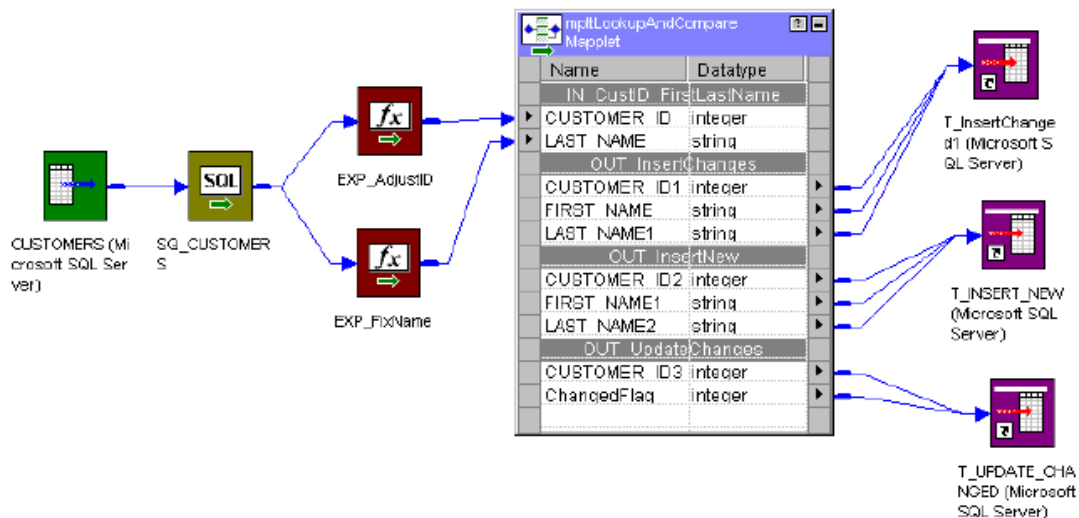 mpltLookupAndCompare
Mapplet
Name Datatype
IN_CustID_FirstLastName
CUSTOMER_ID integer
LAST_NAME string
OUT_InsertChanges
CUSTOMER_ID1 integer
FIRST_NAME string
LAST_NAME1 string
OUT_InsertNew
CUSTOMER_ID2 integer
FIRST_NAME1 string
LAST_NAME2 string
OUT_UpdateChanges
CUSTOMER_ID3 integer
ChangedFlag integer
CUSTOMERS (Mi
crosoft SQL Ser
ver)
SQL
SQ_CUSTOMER
S
fx
EXP_AdjustID
fx
EXP_FixName
T_InsertChange
d1 (Microsoft S
QL Server)
T_INSERT_NEW
(Microsoft SQL
Server)
T_UPDATE_CHA
NGED (Microsoft
SQL Server)